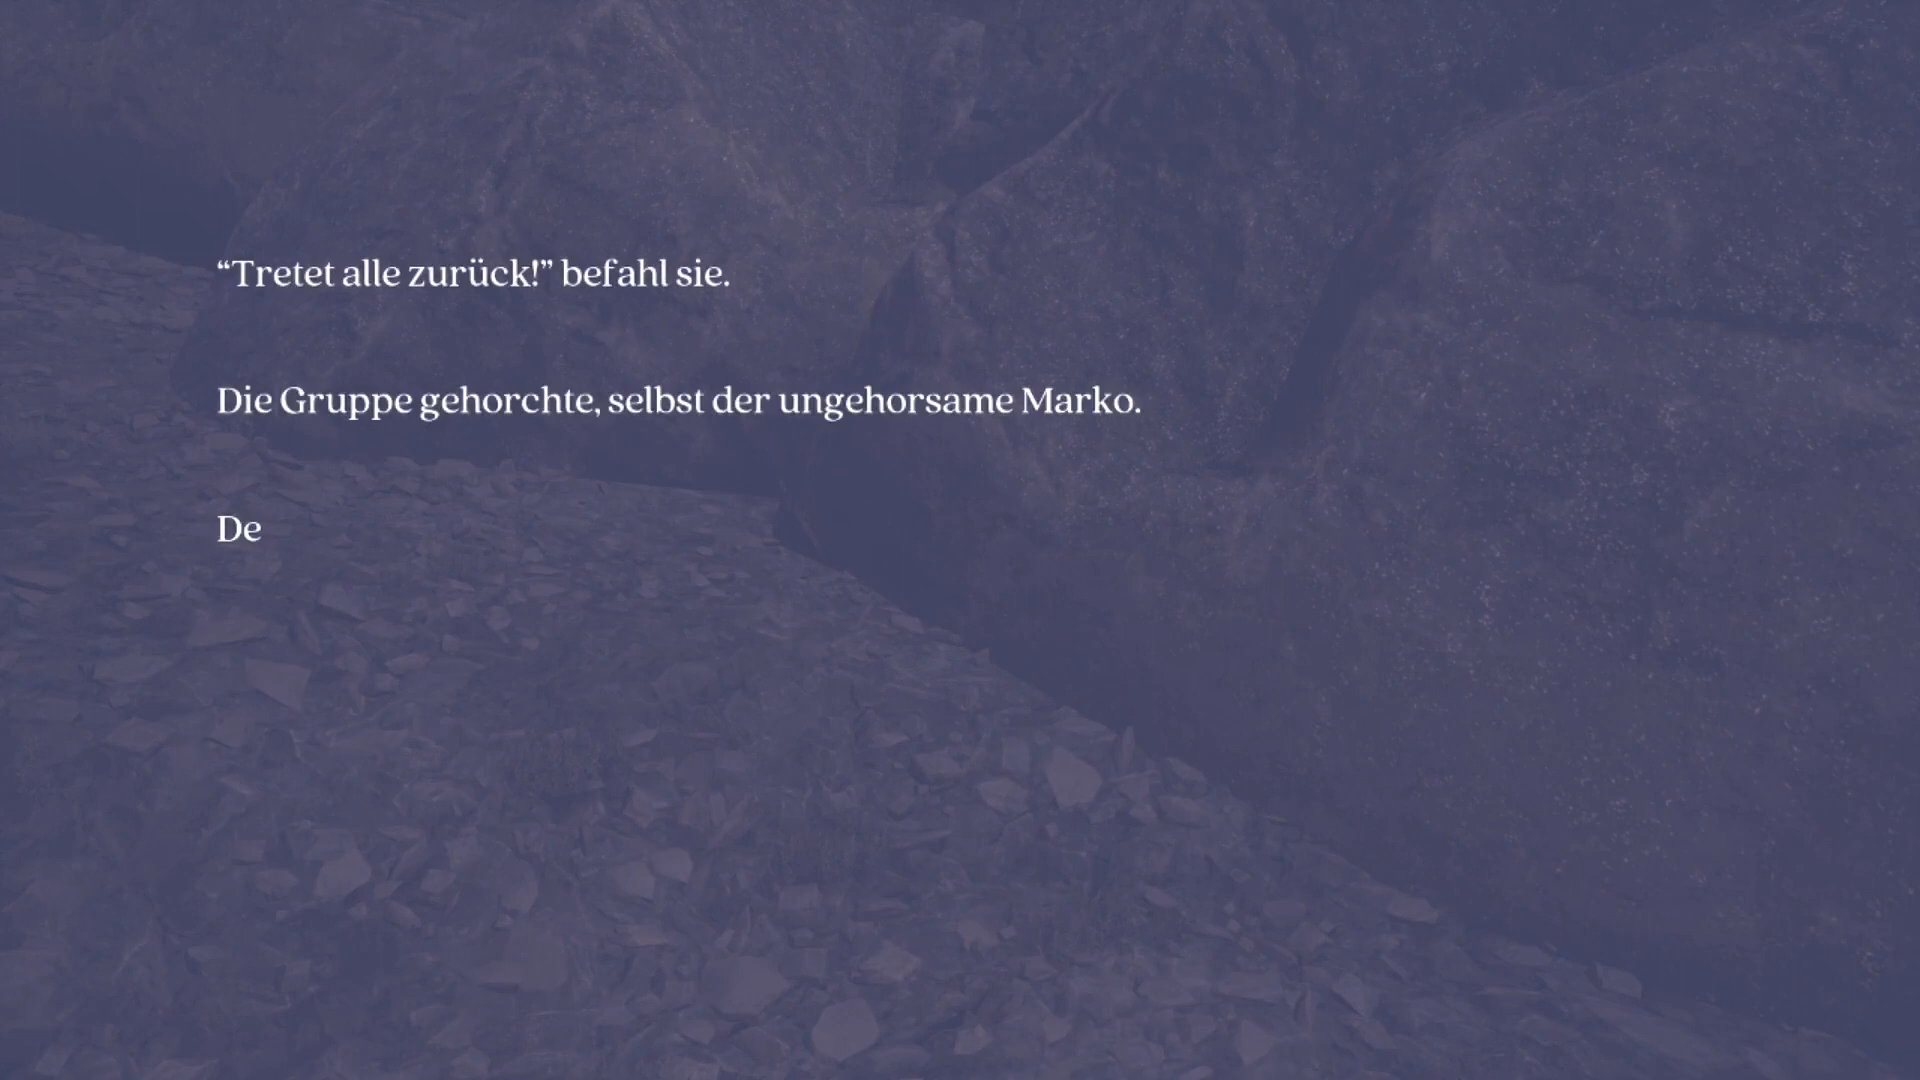 “Tretet alle zurück!” befahl sie.
Die Gruppe gehorchte, selbst der ungehorsame Marko.
De